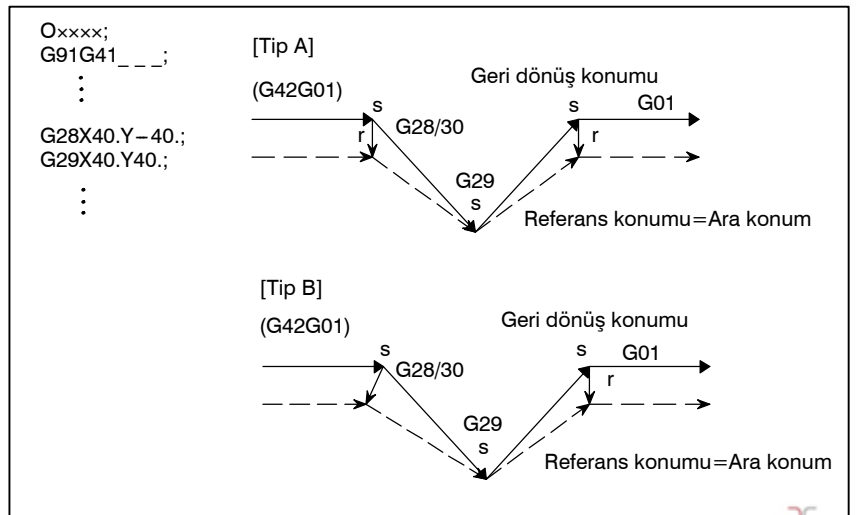 O××××;
G91G41_ _ _;
G28X40.Y−40.;
G29X40.Y40.;
[Tip A]
(G42G01)
Geri dönüş konumu
s
s
G01
G28/30
r
r
G29
s
Referans konumu=Ara konum
[Tip B]
(G42G01)
Geri dönüş konumu
s
s
G01
G28/30
r
G29
s
Referans konumu=Ara konum